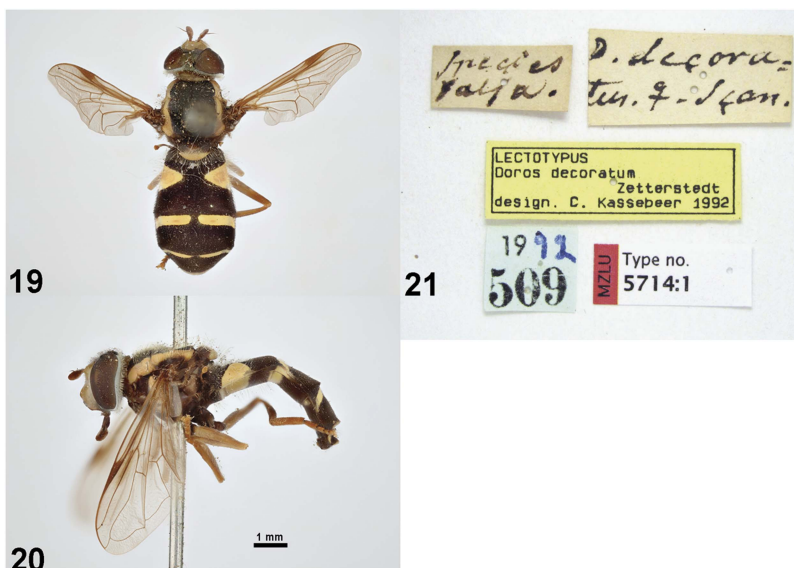 19
species
falsa.
D. decora=
tus. ♀. Scan.
LECTOTYPUS
Doros decoratum
Zetterstedt
design. C. Kassebeer 1992
1992
509
MZLU
Type no.
5714:1
21
1 mm
20